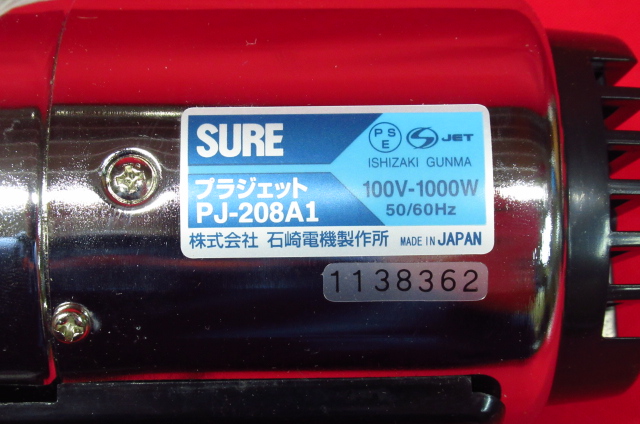 SURE
PS
E
JET
ISHIZAKI GUNMA
プラジェット
PJ-208A1
100V-1000W
50/60Hz
株式会社 石崎電機製作所 MADE IN JAPAN
1138362